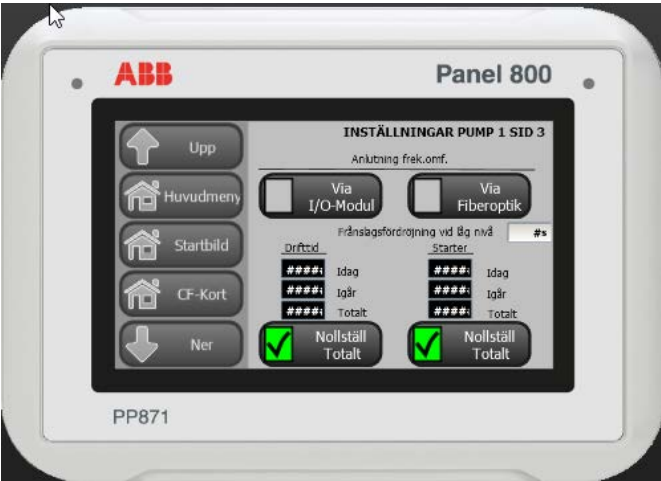 ABB
Panel 800
INSTÄLLNINGAR PUMP 1 SID 3
Anlutning frek.omf.
Upp
Huvudmeny
Startbild
CF-Kort
Ner
Via
I/O-Modul
Via
Fiberoptik
Frånslagsfördröjning vid låg nivå #s
Drifttid
####
Idag
####
Igår
####
Totalt
Starter
####
Idag
####
Igår
####
Totalt
Nollställ
Totalt
Nollställ
Totalt
PP871